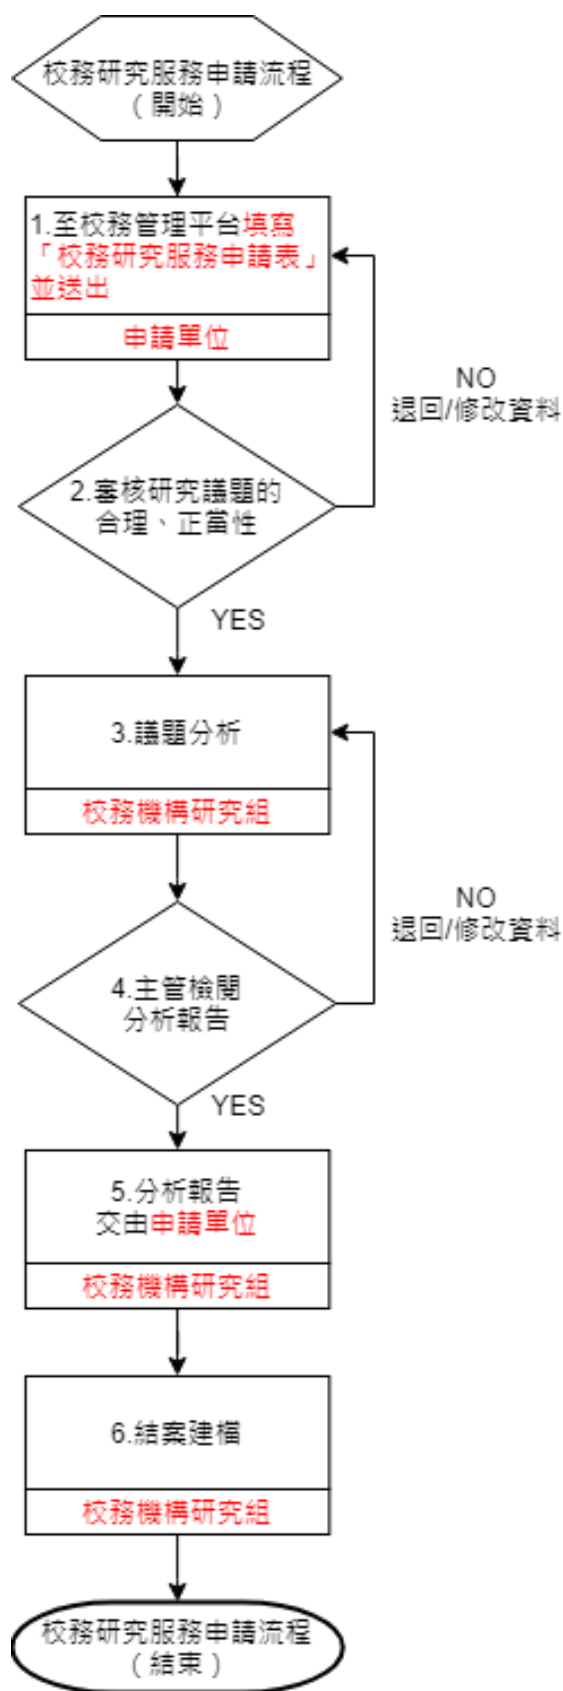 校務研究服務申請流程
（開始）
1.至校務管理平台填寫
「校務研究服務申請表」
並送出
申請單位
NO
退回/修改資料
2.審核研究議題的
合理、正當性
YES
3.議題分析
校務機構研究組
NO
退回/修改資料
4.主管檢閱
分析報告
YES
5.分析報告
交由申請單位
校務機構研究組
6.結案建檔
校務機構研究組
校務研究服務申請流程
（結束）